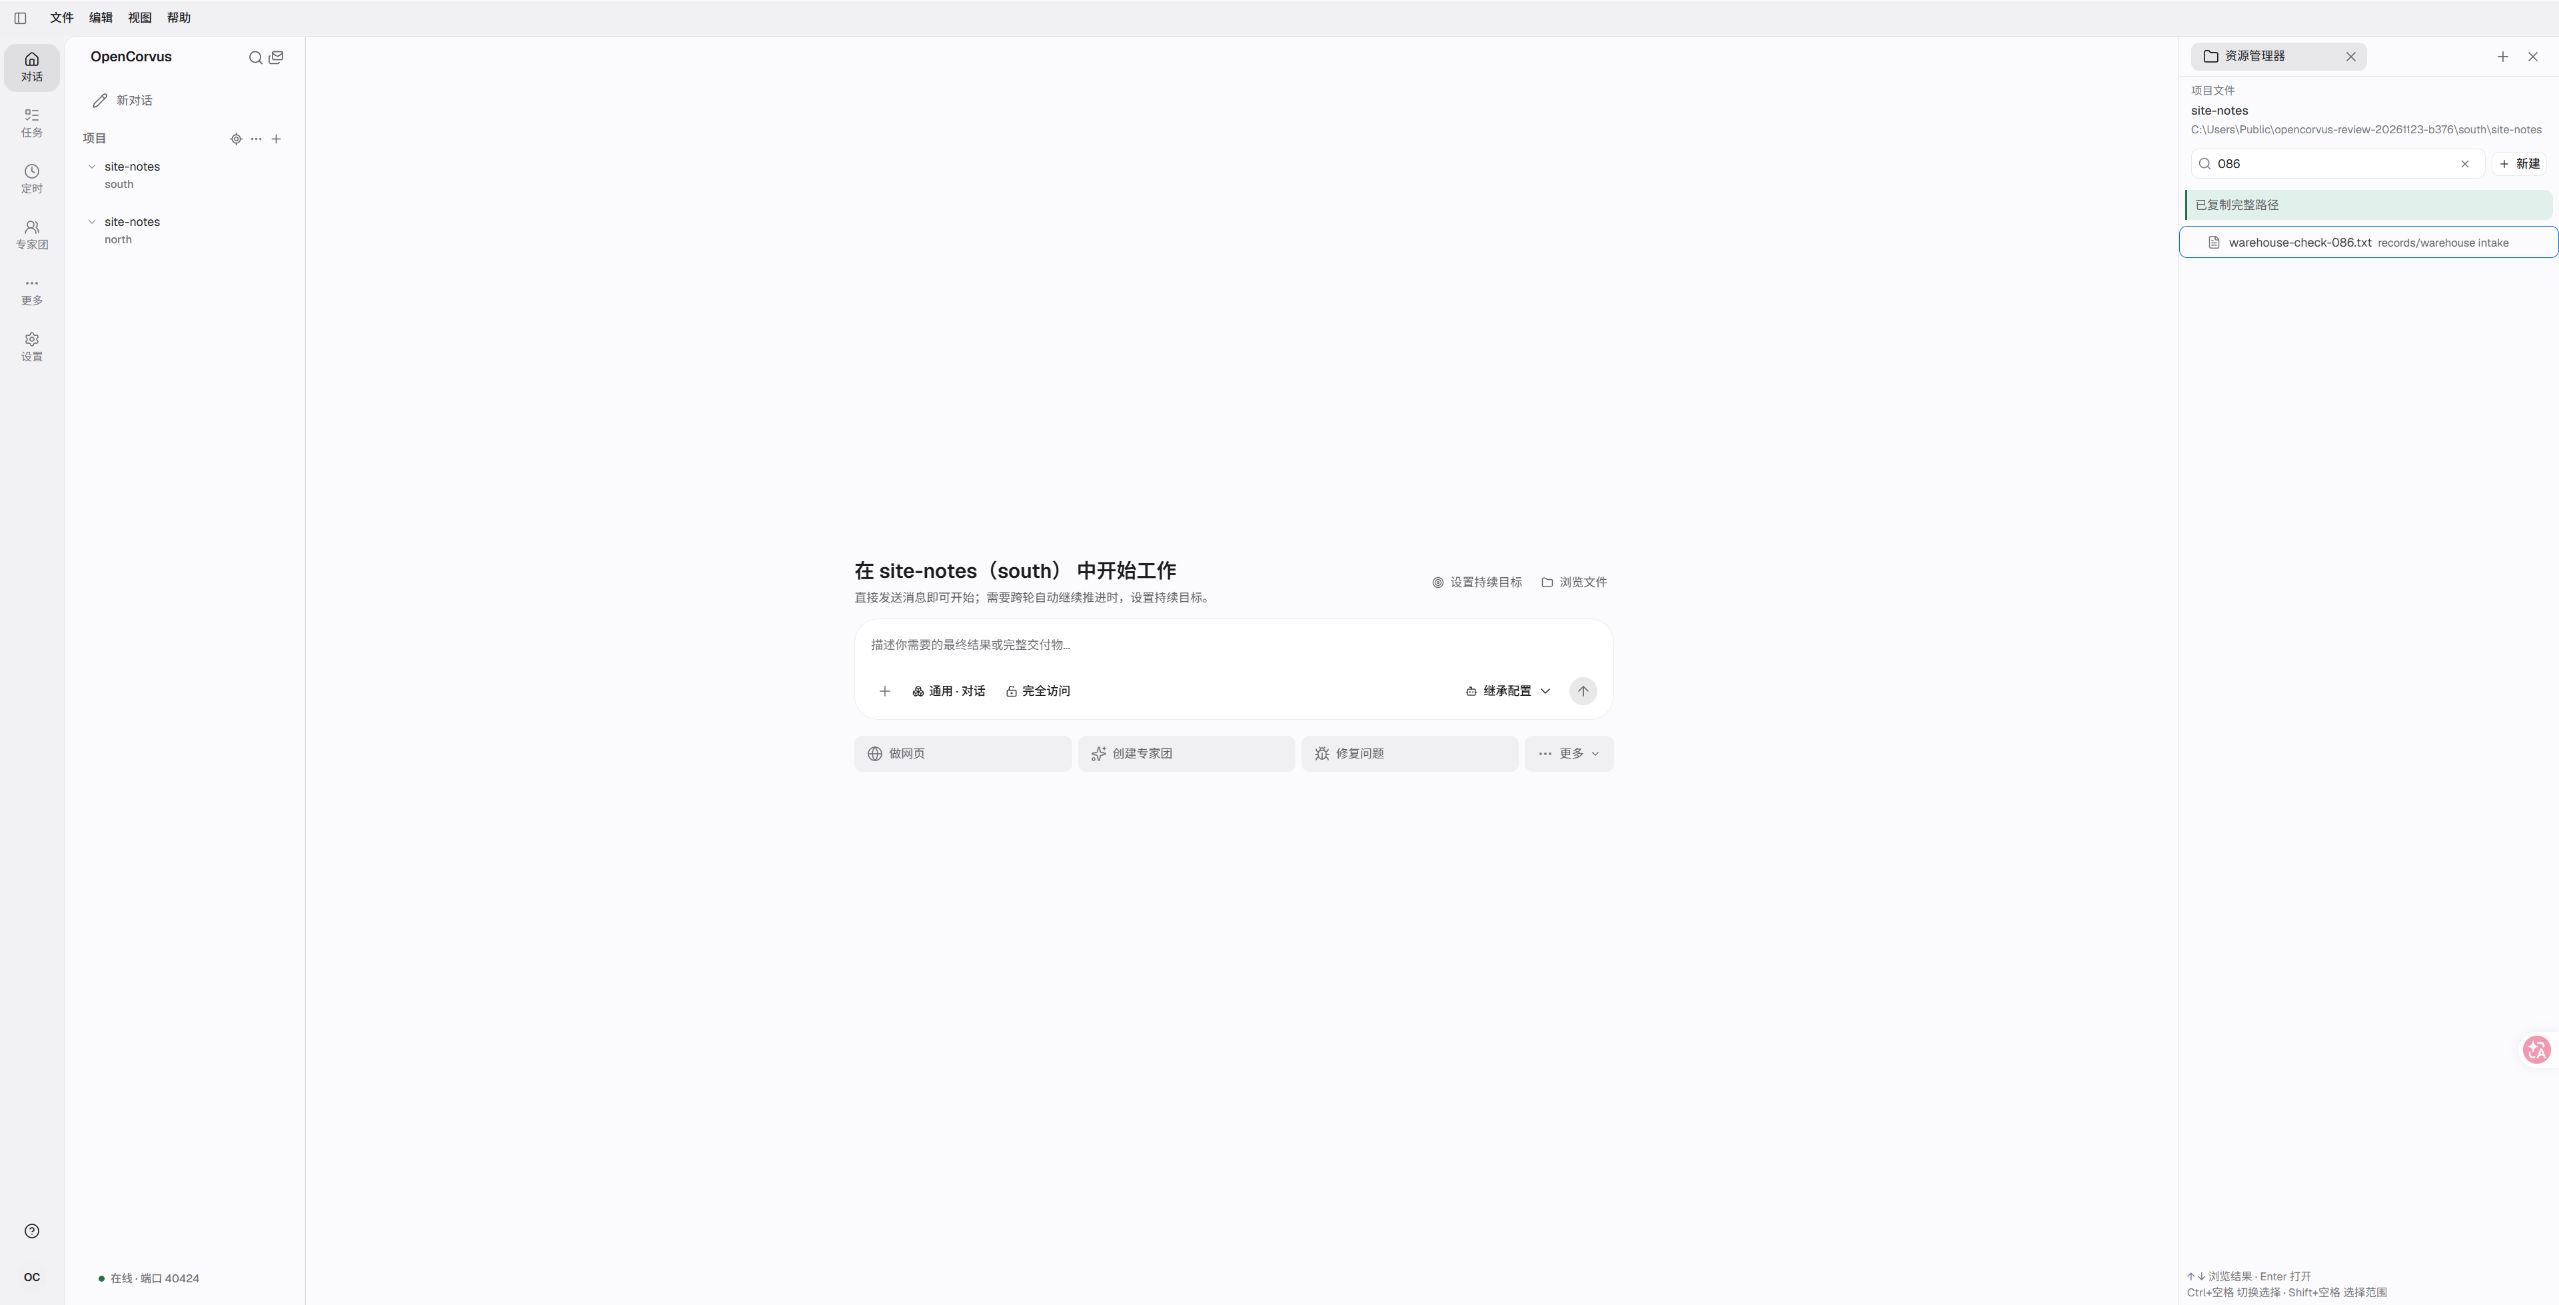 文件 编辑 视图 帮助
对话
任务
定时
专家团
更多
设置
OC
OpenCorvus
新对话
项目
site-notes
south
site-notes
north
在线 · 端口 40424
在 site-notes（south） 中开始工作
直接发送消息即可开始；需要跨轮自动继续推进时，设置持续目标。
设置持续目标 浏览文件
描述你需要的最终结果或完整交付物...
通用 · 对话 完全访问 继承配置
做网页 创建专家团 修复问题 更多
资源管理器
项目文件
site-notes
C:\Users\Public\opencorvus-review-20261123-b376\south\site-notes
086 新建
已复制完整路径
warehouse-check-086.txt records/warehouse intake
↑↓ 浏览结果 · Enter 打开
Ctrl+空格 切换选择 · Shift+空格 选择范围